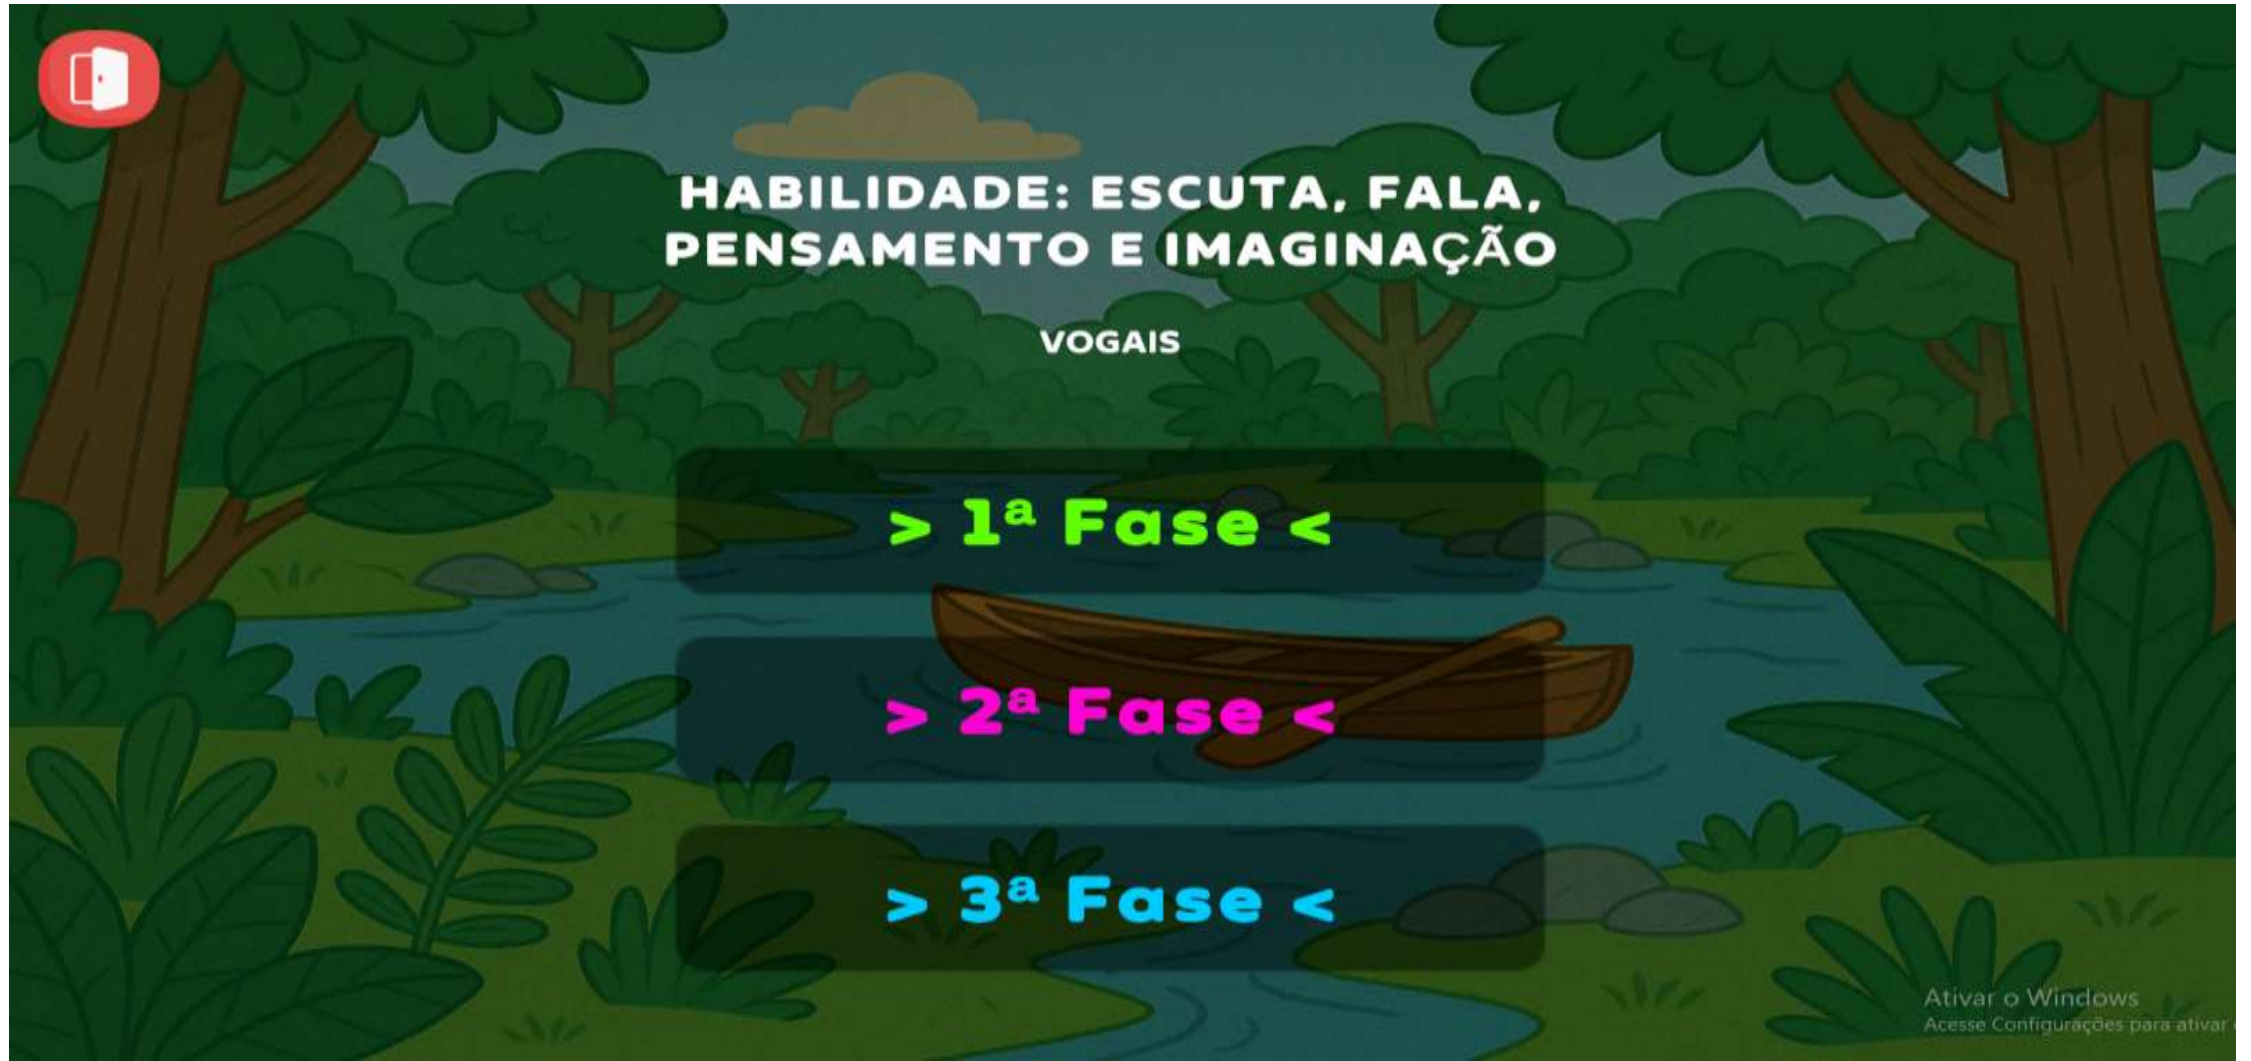 HABILIDADE: ESCUTA, FALA,
PENSAMENTO E IMAGINAÇÃO
VOGAIS
> 1ª Fase <
> 2ª Fase <
> 3ª Fase <
Ativar o Windows
Acesse Configurações para ativar